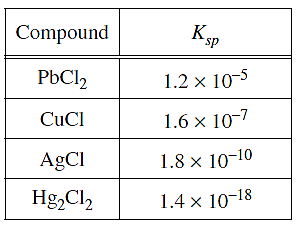 Compound K_sp
PbCl₂ 1.2 × 10⁻⁵
CuCl 1.6 × 10⁻⁷
AgCl 1.8 × 10⁻¹⁰
Hg₂Cl₂ 1.4 × 10⁻¹⁸